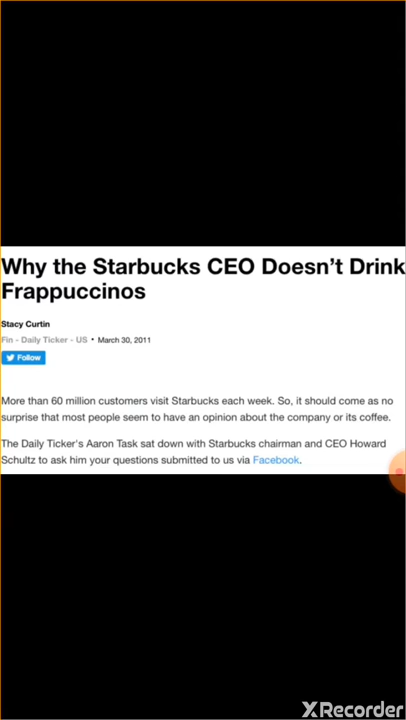 Why the Starbucks CEO Doesn't Drink
Frappuccinos
Stacy Curtin
Fin - Daily Ticker - US • March 30, 2011
Follow
More than 60 million customers visit Starbucks each week. So, it should come as no
surprise that most people seem to have an opinion about the company or its coffee.
The Daily Ticker's Aaron Task sat down with Starbucks chairman and CEO Howard
Schultz to ask him your questions submitted to us via Facebook.
XRecorder